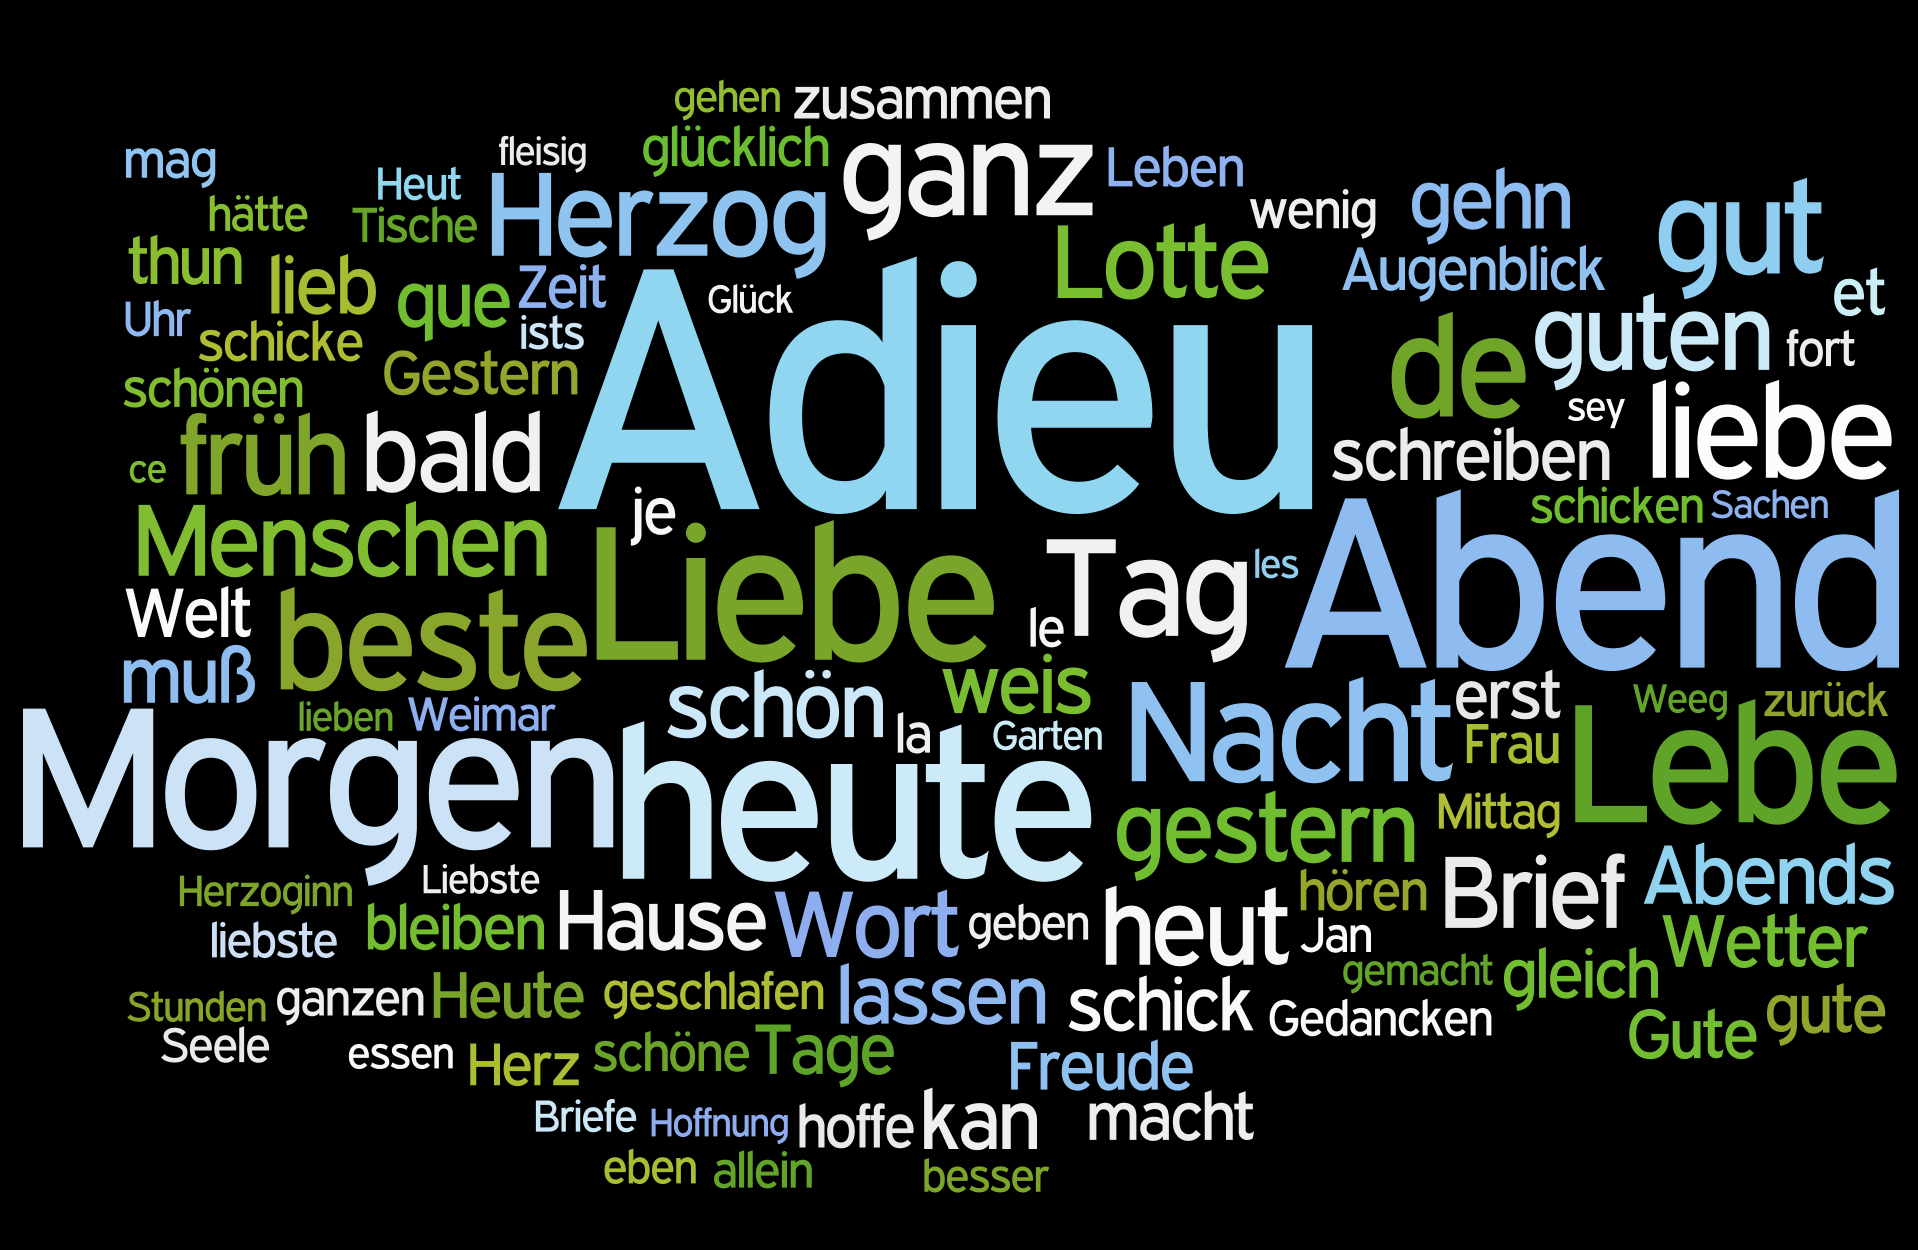 gehen zusammen
mag fleisig glücklich ganz Leben
Heut Herzog wenig gehn gut
hätte Tische Lotte
thun lieb que Zeit Glück Adieu Augenblick et
Uhr schicke ists de guten fort
schönen Gestern sey liebe
ce früh bald schreiben
je schicken Sachen
Menschen Liebe Tag les Abend
Welt beste le
muß schön weis Nacht erst Weeg zurück
lieben Weimar la Garten Frau Lebe
Morgen heute gestern Mittag
Herzoginn Liebste hören Brief Abends
liebste bleiben Hause Wort geben heut Jan Wetter
Stunden ganzen Heute geschlafen lassen schick gemacht gleich gute
Seele essen Herz schöne Tage Freude Gedancken Gute
Briefe Hoffnung hoffe kan macht
eben allein besser